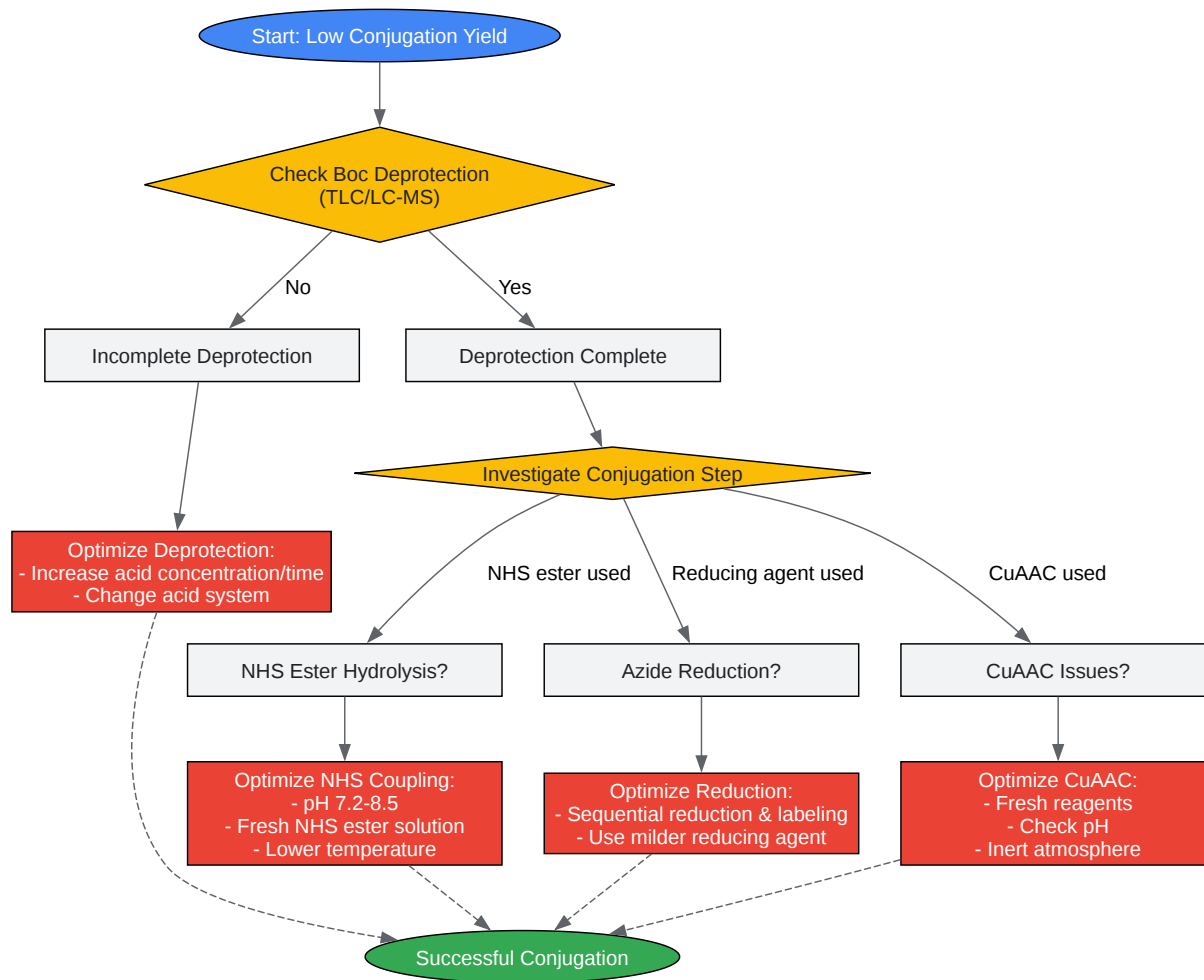 Start: Low Conjugation Yield
Check Boc Deprotection
(TLC/LC-MS)
No
Yes
Incomplete Deprotection
Deprotection Complete
Investigate Conjugation Step
Optimize Deprotection:
- Increase acid concentration/time
- Change acid system
NHS ester used
Reducing agent used
CuAAC used
NHS Ester Hydrolysis?
Azide Reduction?
CuAAC Issues?
Optimize NHS Coupling:
- pH 7.2-8.5
- Fresh NHS ester solution
- Lower temperature
Optimize Reduction:
- Sequential reduction & labeling
- Use milder reducing agent
Optimize CuAAC:
- Fresh reagents
- Check pH
- Inert atmosphere
Successful Conjugation